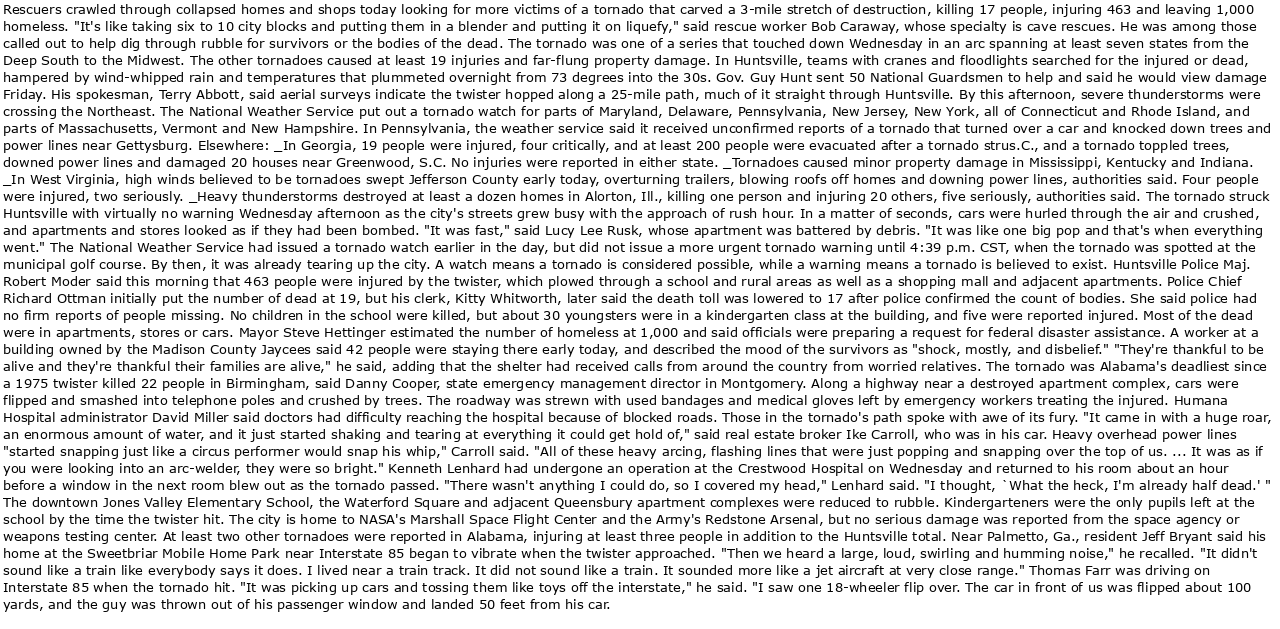 Rescuers crawled through collapsed homes and shops today looking for more victims of a tornado that carved a 3-mile stretch of destruction, killing 17 people, injuring 463 and leaving 1,000
homeless. "It's like taking six to 10 city blocks and putting them in a blender and putting it on liquefy," said rescue worker Bob Caraway, whose specialty is cave rescues. He was among those
called out to help dig through rubble for survivors or the bodies of the dead. The tornado was one of a series that touched down Wednesday in an arc spanning at least seven states from the
Deep South to the Midwest. The other tornadoes caused at least 19 injuries and far-flung property damage. In Huntsville, teams with cranes and floodlights searched for the injured or dead,
hampered by wind-whipped rain and temperatures that plummeted overnight from 73 degrees into the 30s. Gov. Guy Hunt sent 50 National Guardsmen to help and said he would view damage
Friday. His spokesman, Terry Abbott, said aerial surveys indicate the twister hopped along a 25-mile path, much of it straight through Huntsville. By this afternoon, severe thunderstorms were
crossing the Northeast. The National Weather Service put out a tornado watch for parts of Maryland, Delaware, Pennsylvania, New Jersey, New York, all of Connecticut and Rhode Island, and
parts of Massachusetts, Vermont and New Hampshire. In Pennsylvania, the weather service said it received unconfirmed reports of a tornado that turned over a car and knocked down trees and
power lines near Gettysburg. Elsewhere: _In Georgia, 19 people were injured, four critically, and at least 200 people were evacuated after a tornado strus.C., and a tornado toppled trees,
downed power lines and damaged 20 houses near Greenwood, S.C. No injuries were reported in either state. _Tornadoes caused minor property damage in Mississippi, Kentucky and Indiana.
_In West Virginia, high winds believed to be tornadoes swept Jefferson County early today, overturning trailers, blowing roofs off homes and downing power lines, authorities said. Four people
were injured, two seriously. _Heavy thunderstorms destroyed at least a dozen homes in Alorton, Ill., killing one person and injuring 20 others, five seriously, authorities said. The tornado struck
Huntsville with virtually no warning Wednesday afternoon as the city's streets grew busy with the approach of rush hour. In a matter of seconds, cars were hurled through the air and crushed,
and apartments and stores looked as if they had been bombed. "It was fast," said Lucy Lee Rusk, whose apartment was battered by debris. "It was like one big pop and that's when everything
went." The National Weather Service had issued a tornado watch earlier in the day, but did not issue a more urgent tornado warning until 4:39 p.m. CST, when the tornado was spotted at the
municipal golf course. By then, it was already tearing up the city. A watch means a tornado is considered possible, while a warning means a tornado is believed to exist. Huntsville Police Maj.
Robert Moder said this morning that 463 people were injured by the twister, which plowed through a school and rural areas as well as a shopping mall and adjacent apartments. Police Chief
Richard Ottman initially put the number of dead at 19, but his clerk, Kitty Whitworth, later said the death toll was lowered to 17 after police confirmed the count of bodies. She said police had
no firm reports of people missing. No children in the school were killed, but about 30 youngsters were in a kindergarten class at the building, and five were reported injured. Most of the dead
were in apartments, stores or cars. Mayor Steve Hettinger estimated the number of homeless at 1,000 and said officials were preparing a request for federal disaster assistance. A worker at a
building owned by the Madison County Jaycees said 42 people were staying there early today, and described the mood of the survivors as "shock, mostly, and disbelief." "They're thankful to be
alive and they're thankful their families are alive," he said, adding that the shelter had received calls from around the country from worried relatives. The tornado was Alabama's deadliest since
a 1975 twister killed 22 people in Birmingham, said Danny Cooper, state emergency management director in Montgomery. Along a highway near a destroyed apartment complex, cars were
flipped and smashed into telephone poles and crushed by trees. The roadway was strewn with used bandages and medical gloves left by emergency workers treating the injured. Humana
Hospital administrator David Miller said doctors had difficulty reaching the hospital because of blocked roads. Those in the tornado's path spoke with awe of its fury. "It came in with a huge roar,
an enormous amount of water, and it just started shaking and tearing at everything it could get hold of," said real estate broker Ike Carroll, who was in his car. Heavy overhead power lines
"started snapping just like a circus performer would snap his whip," Carroll said. "All of these heavy arcing, flashing lines that were just popping and snapping over the top of us. ... It was as if
you were looking into an arc-welder, they were so bright." Kenneth Lenhard had undergone an operation at the Crestwood Hospital on Wednesday and returned to his room about an hour
before a window in the next room blew out as the tornado passed. "There wasn't anything I could do, so I covered my head," Lenhard said. "I thought, `What the heck, I'm already half dead.' "
The downtown Jones Valley Elementary School, the Waterford Square and adjacent Queensbury apartment complexes were reduced to rubble. Kindergarteners were the only pupils left at the
school by the time the twister hit. The city is home to NASA's Marshall Space Flight Center and the Army's Redstone Arsenal, but no serious damage was reported from the space agency or
weapons testing center. At least two other tornadoes were reported in Alabama, injuring at least three people in addition to the Huntsville total. Near Palmetto, Ga., resident Jeff Bryant said his
home at the Sweetbriar Mobile Home Park near Interstate 85 began to vibrate when the twister approached. "Then we heard a large, loud, swirling and humming noise," he recalled. "It didn't
sound like a train like everybody says it does. I lived near a train track. It did not sound like a train. It sounded more like a jet aircraft at very close range." Thomas Farr was driving on
Interstate 85 when the tornado hit. "It was picking up cars and tossing them like toys off the interstate," he said. "I saw one 18-wheeler flip over. The car in front of us was flipped about 100
yards, and the guy was thrown out of his passenger window and landed 50 feet from his car.